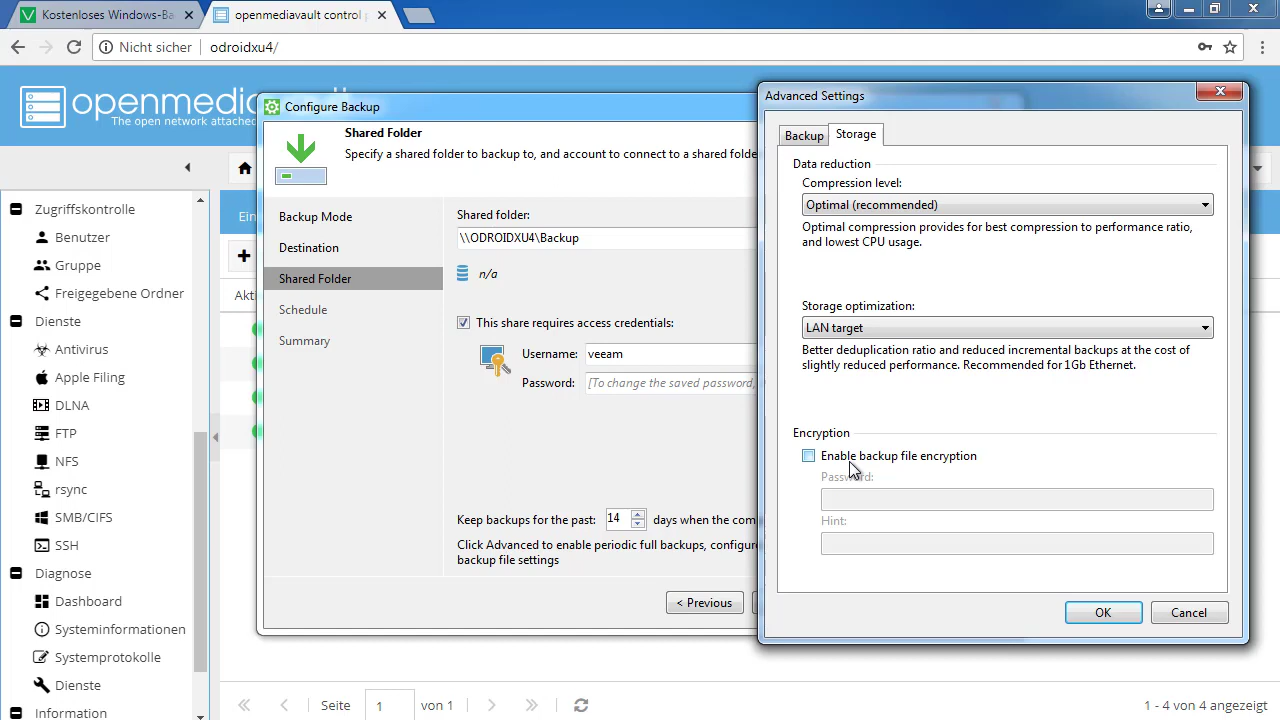 Kostenloses Windows-Ba
openmediavault control
Nicht sicher
odroidxu4/
openmedia
The open network attached
Zugriffskontrolle
Benutzer
Gruppe
Freigegebene Ordner
Dienste
Antivirus
Apple Filing
DLNA
FTP
NFS
rsync
SMB/CIFS
SSH
Diagnose
Dashboard
Systeminformationen
Systemprotokolle
Dienste
Information
Ein
Akti
Configure Backup
Shared Folder
Specify a shared folder to backup to, and account to connect to a shared folde
Backup Mode
Destination
Shared Folder
Schedule
Summary
Shared folder:
\\ODROIDXU4\Backup
n/a
This share requires access credentials:
Username: veeam
Password: [To change the saved password,
Keep backups for the past: 14 days when the com
Click Advanced to enable periodic full backups, configure
backup file settings
< Previous
Advanced Settings
Backup Storage
Data reduction
Compression level:
Optimal (recommended)
Optimal compression provides for best compression to performance ratio,
and lowest CPU usage.
Storage optimization:
LAN target
Better deduplication ratio and reduced incremental backups at the cost of
slightly reduced performance. Recommended for 1Gb Ethernet.
Encryption
Enable backup file encryption
Password:
Hint:
OK Cancel
Seite 1 von 1
1 - 4 von 4 angezeigt